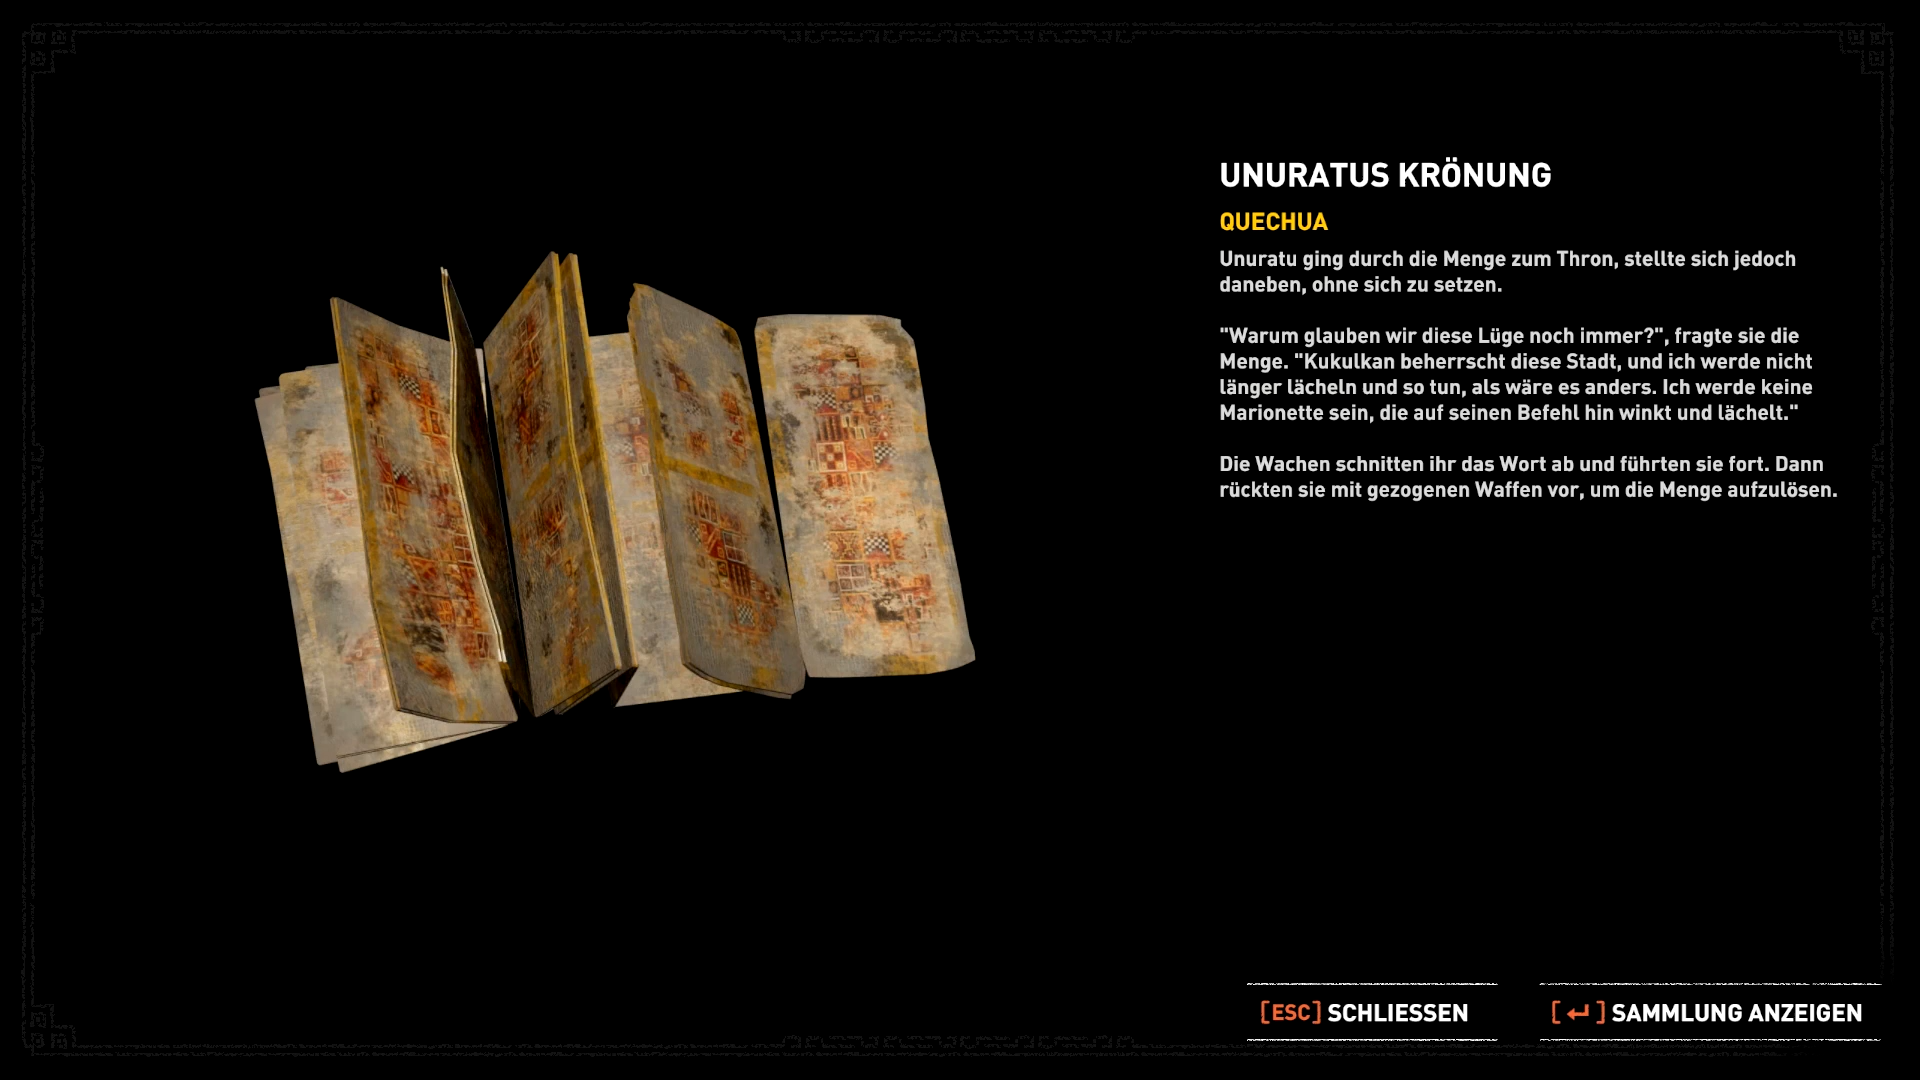 UNURATUS KRÖNUNG
QUECHUA
Unuratu ging durch die Menge zum Thron, stellte sich jedoch
daneben, ohne sich zu setzen.
"Warum glauben wir diese Lüge noch immer?", fragte sie die
Menge. "Kukulkan beherrscht diese Stadt, und ich werde nicht
länger lächeln und so tun, als wäre es anders. Ich werde keine
Marionette sein, die auf seinen Befehl hin winkt und lächelt."
Die Wachen schnitten ihr das Wort ab und führten sie fort. Dann
rückten sie mit gezogenen Waffen vor, um die Menge aufzulösen.
[ESC] SCHLIESSEN
[↵] SAMMLUNG ANZEIGEN